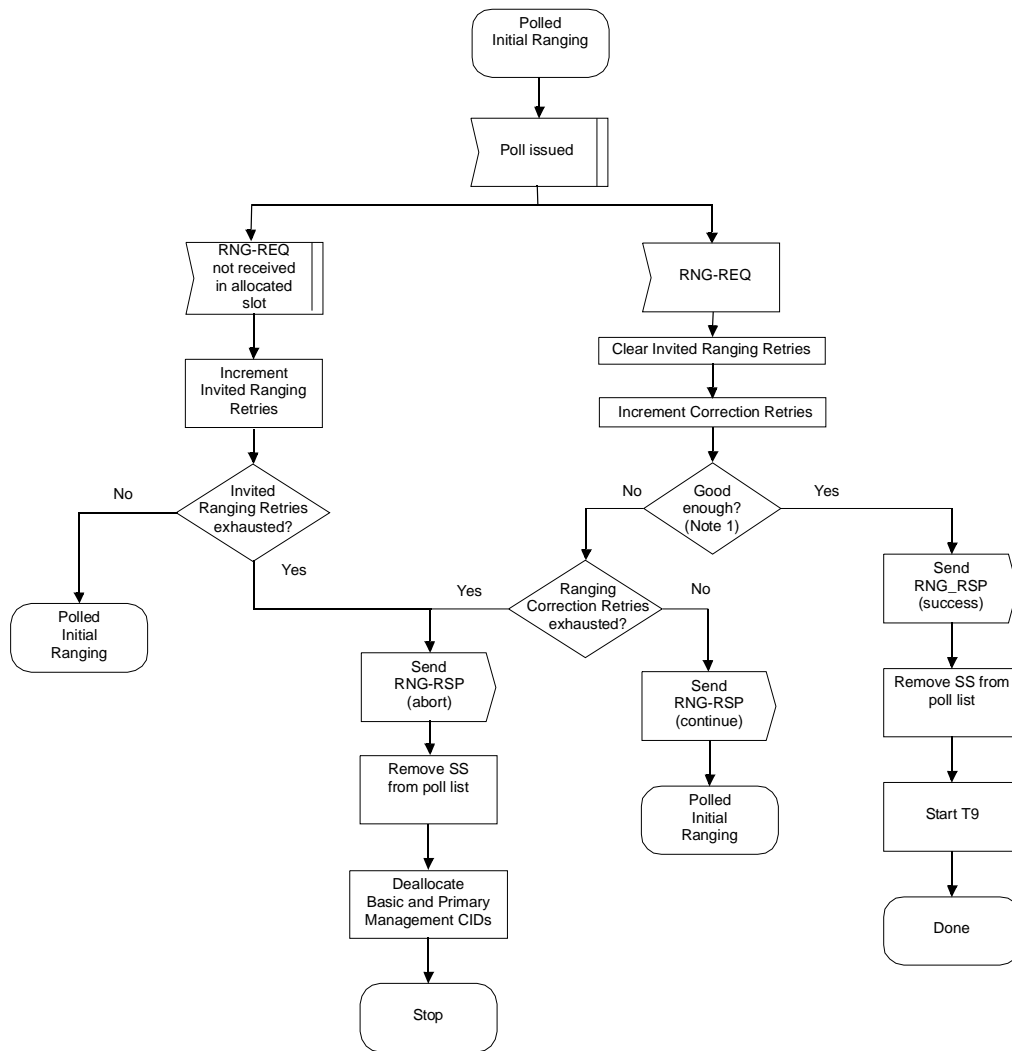 Polled
Initial Ranging
Poll issued
RNG-REQ
not received
in allocated
slot
RNG-REQ
Clear Invited Ranging Retries
Increment
Invited Ranging
Retries
Increment Correction Retries
No
Invited
Ranging Retries
exhausted?
No
Good
enough?
(Note 1)
Yes
Yes
Yes
Ranging
Correction Retries
exhausted?
No
Send
RNG_RSP
(success)
Polled
Initial
Ranging
Send
RNG-RSP
(abort)
Send
RNG-RSP
(continue)
Remove SS from
poll list
Remove SS
from poll list
Polled
Initial
Ranging
Start T9
Deallocate
Basic and Primary
Management CIDs
Done
Stop